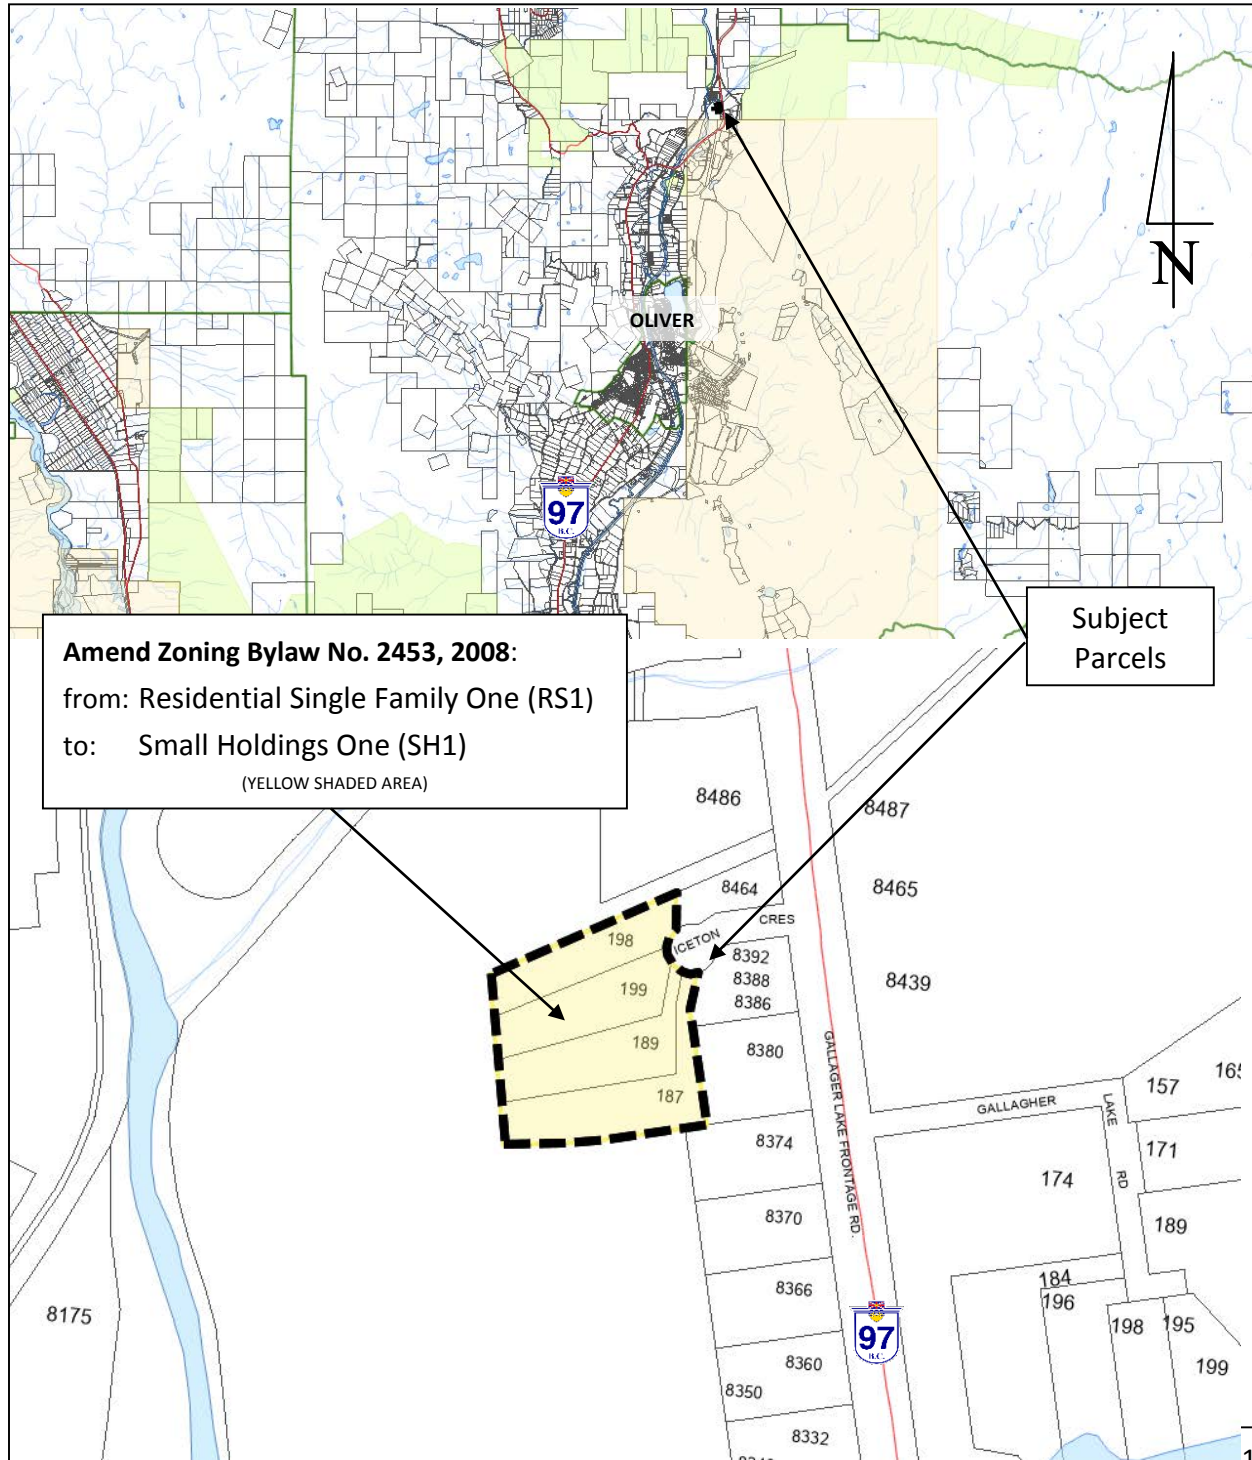 N
OLIVER
97
B.C.
Subject
Parcels
Amend Zoning Bylaw No. 2453, 2008:
from: Residential Single Family One (RS1)
to: Small Holdings One (SH1)
(YELLOW SHADED AREA)
8486
8487
8464
8465
CRES
ICETON
198
8392
199
8388
8439
8386
189
8380
187
GALLAGER LAKE FRONTAGE RD.
GALLAGHER
LAKE
RD
157
165
8374
171
174
8370
189
184
8366
196
8175
198
195
97
B.C.
8360
199
8350
8332
1